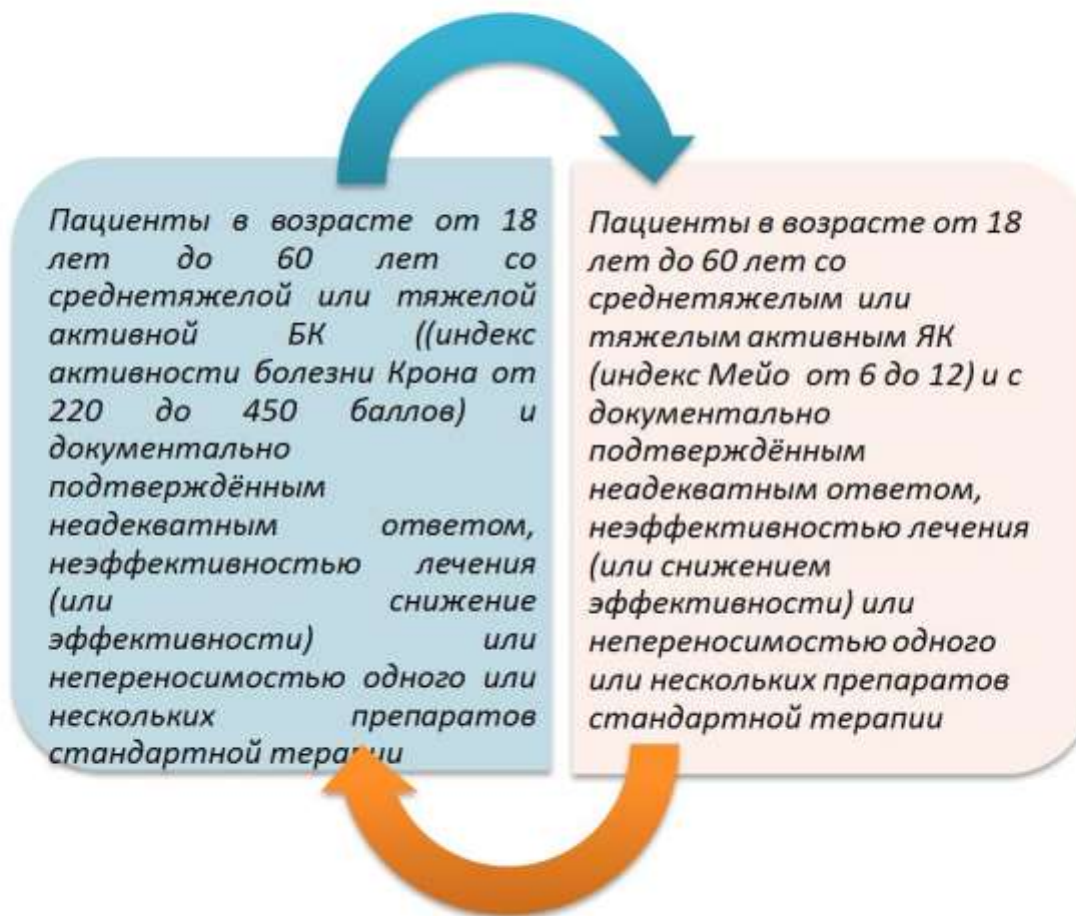 Пациенты в возрасте от 18
лет до 60 лет со
среднетяжелой или тяжелой
активной БК ((индекс
активности болезни Крона от
220 до 450 баллов) и
документально
подтверждённым
неадекватным ответом,
неэффективностью лечения
(или снижение
эффективности) или
непереносимостью одного или
нескольких препаратов
стандартной терапии
Пациенты в возрасте от 18
лет до 60 лет со
среднетяжелым или
тяжелым активным ЯК
(индекс Мейо от 6 до 12) и с
документально
подтверждённым
неадекватным ответом,
неэффективностью лечения
(или снижением
эффективности) или
непереносимостью одного
или нескольких препаратов
стандартной терапии